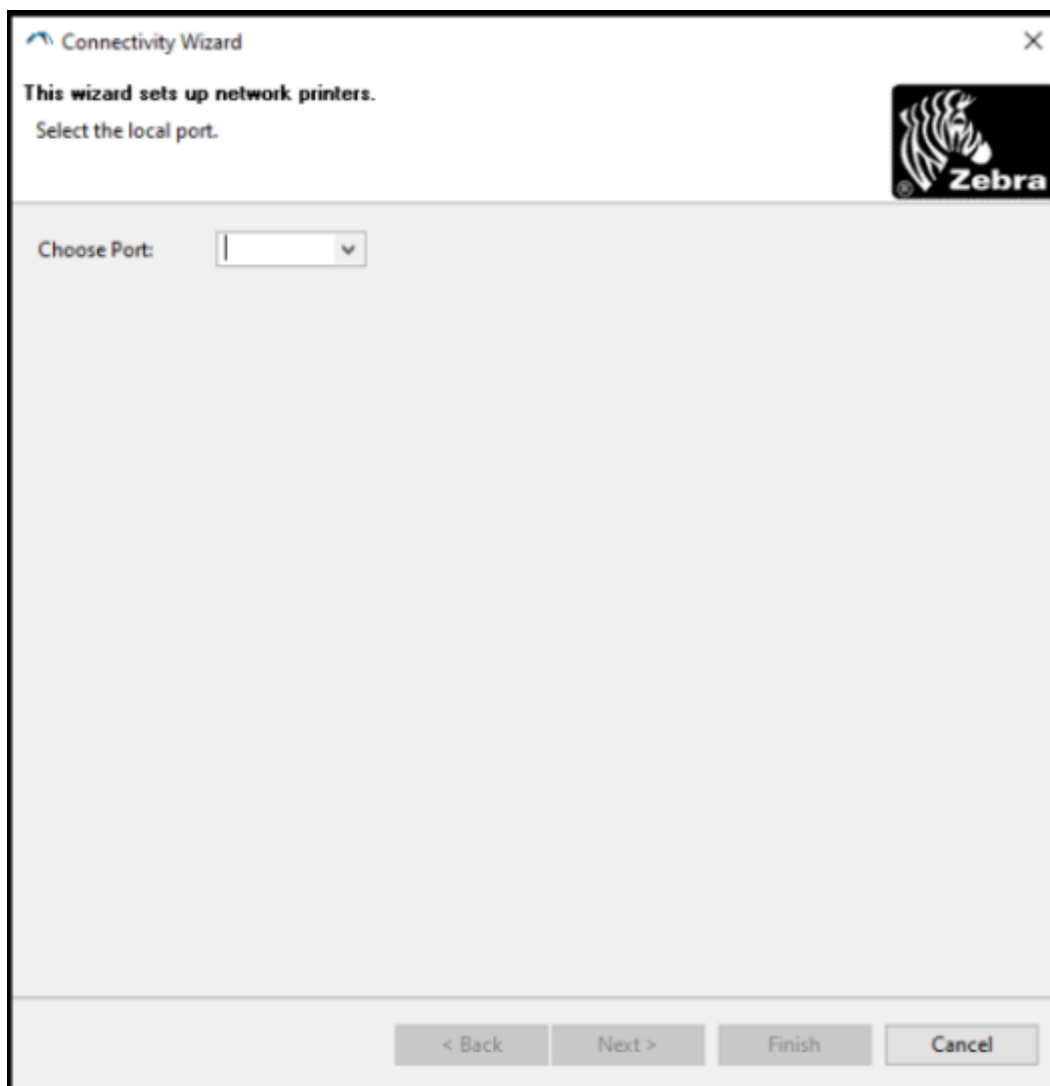 Connectivity Wizard
This wizard sets up network printers.
Select the local port.
® Zebra
Choose Port:
< Back Next > Finish Cancel